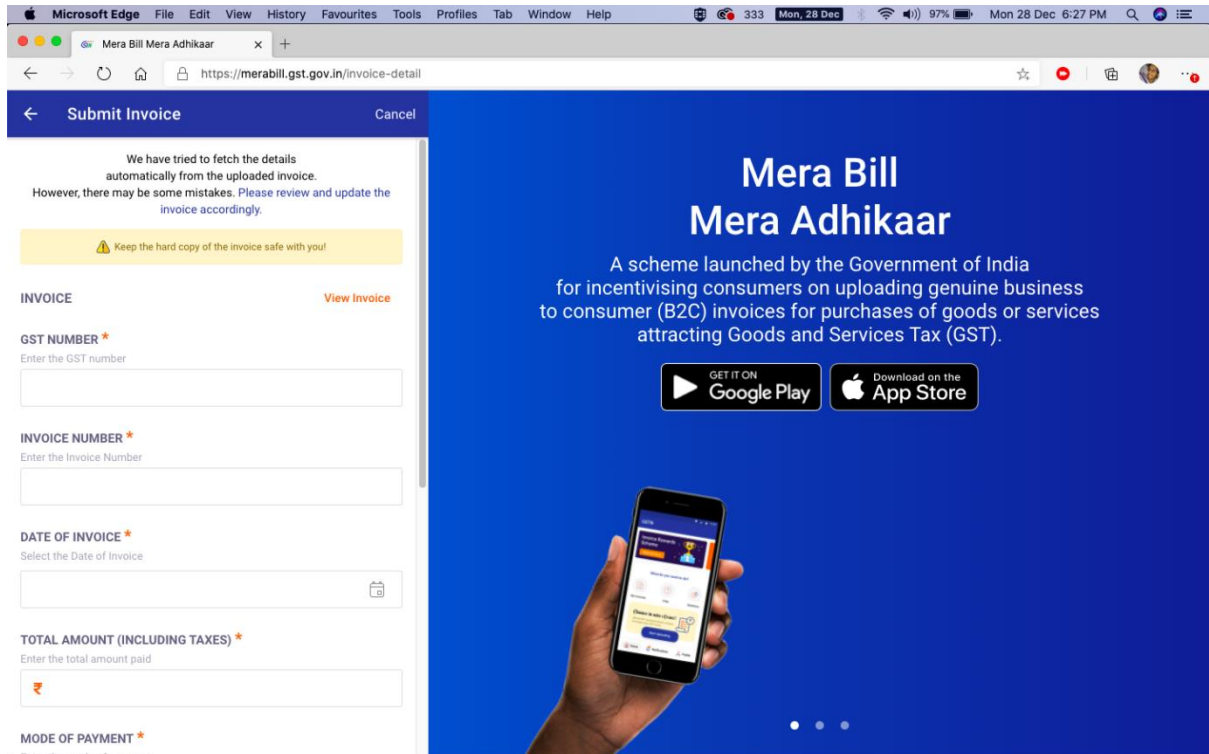 Microsoft Edge File Edit View History Favourites Tools Profiles Tab Window Help 333 Mon, 28 Dec 97% Mon 28 Dec 6:27 PM
Mera Bill Mera Adhikaar
https://merabill.gst.gov.in/invoice-detail
Submit Invoice Cancel
We have tried to fetch the details
automatically from the uploaded invoice.
However, there may be some mistakes. Please review and update the
invoice accordingly.
Keep the hard copy of the invoice safe with you!
INVOICE View Invoice
GST NUMBER *
Enter the GST number
INVOICE NUMBER *
Enter the Invoice Number
DATE OF INVOICE *
Select the Date of Invoice
TOTAL AMOUNT (INCLUDING TAXES) *
Enter the total amount paid
₹
MODE OF PAYMENT *
Mera Bill
Mera Adhikaar
A scheme launched by the Government of India
for incentivising consumers on uploading genuine business
to consumer (B2C) invoices for purchases of goods or services
attracting Goods and Services Tax (GST).
GET IT ON
Google Play
Download on the
App Store
Invoice Rewards
Scheme